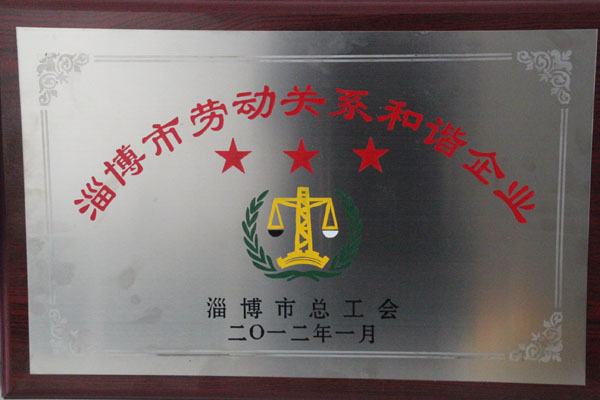 淄博市劳动关系和谐企业
淄博市总工会
二〇一二年一月